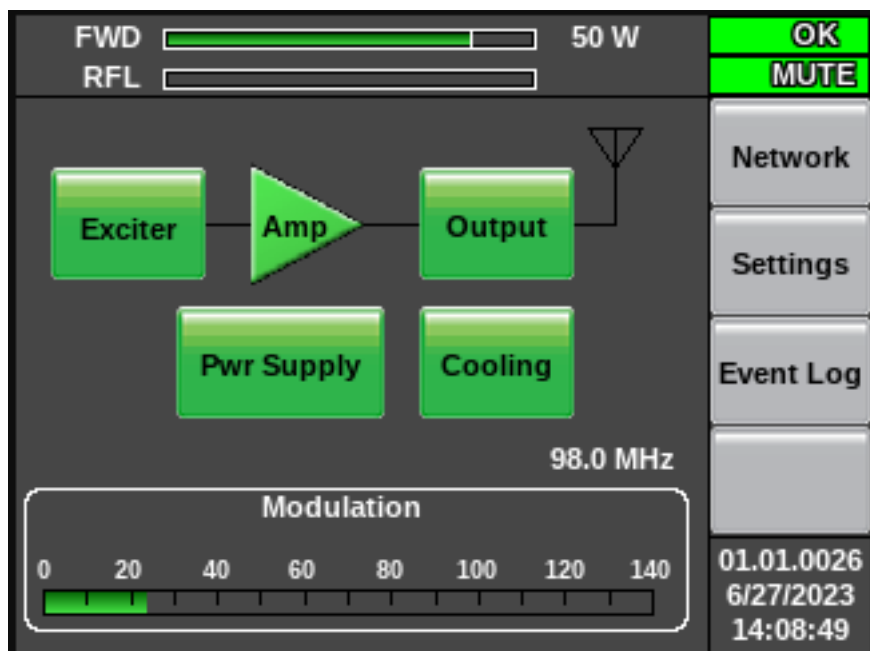 FWD 50 W
RFL
OK
MUTE
Exciter
Amp
Output
Pwr Supply
Cooling
98.0 MHz
Modulation
0 20 40 60 80 100 120 140
Network
Settings
Event Log
01.01.0026
6/27/2023
14:08:49